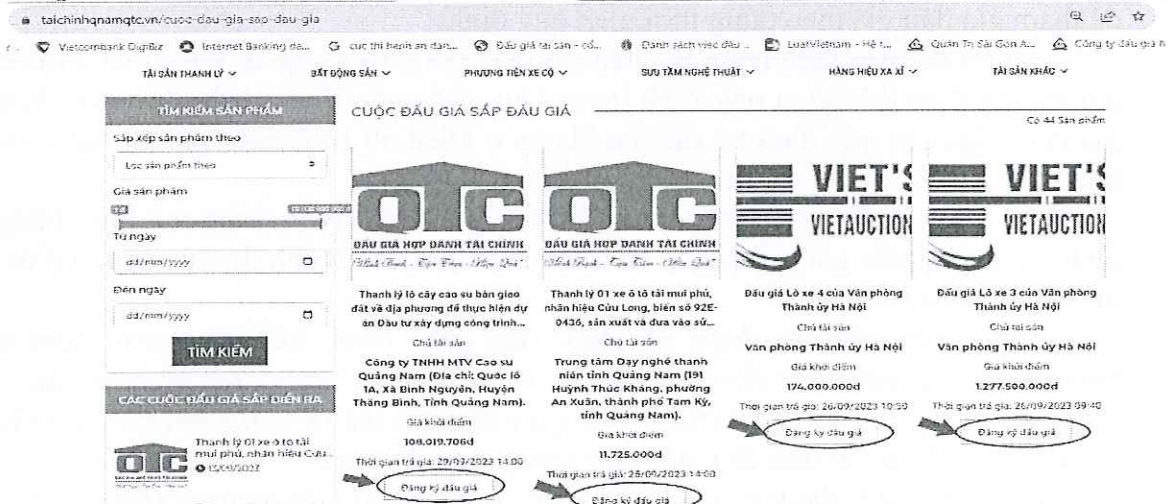 taichinhqnamqtc.vn/cuoc-dau-gia-sap-dau-gia
Vietcombank DigiBiz
Internet Banking dà...
cục thi hành án dân...
Đấu giá tài sản - cổ...
Danh sách việc đấu...
LuatVietnam - Hệ t...
Quản Trị Sài Gòn A...
TÀI SẢN THANH LÝ
BẤT ĐỘNG SẢN
PHƯƠNG TIỆN XE CỘ
SƯU TẦM NGHỆ THUẬT
HÀNG HIỆU XA XỈ
TÀI SẢN KHÁC
TÌM KIẾM SẢN PHẨM
Sắp xếp sản phẩm theo
Lọc sản phẩm theo
Giá sản phẩm
Từ ngày
dd/mm/yyyy
Đến ngày
dd/mm/yyyy
TÌM KIẾM
CÁC CUỘC ĐẤU GIÁ SẮP DIỄN RA
Thanh lý 01 xe ô tô tải
mui phủ, nhãn hiệu Cửu...
CUỘC ĐẤU GIÁ SẮP ĐẤU GIÁ
Có 44 Sản phẩm
QTC
ĐẤU GIÁ HỢP DANH TÀI CHÍNH
Thanh lý lô cây cao su bàn giao
đất về địa phương để thực hiện dự
án Đầu tư xây dựng công trình...
Chủ tài sản
Công ty TNHH MTV Cao su
Quảng Nam (Địa chỉ: Quốc lộ
1A, Xã Bình Nguyên, Huyện
Thăng Bình, Tỉnh Quảng Nam).
Giá khởi điểm
108.019.706đ
Thời gian trả giá: 29/09/2023 14:00
Đăng ký đấu giá
QTC
ĐẤU GIÁ HỢP DANH TÀI CHÍNH
Thanh lý 01 xe ô tô tải mui phủ,
nhãn hiệu Cửu Long, biển số 92E-
0436, sản xuất và đưa vào sử...
Chủ tài sản
Trung tâm Dạy nghề thanh
niên tỉnh Quảng Nam (191
Huỳnh Thúc Kháng, phường
An Xuân, thành phố Tam Kỳ,
tỉnh Quảng Nam).
Giá khởi điểm
11.725.000đ
Thời gian trả giá: 28/09/2023 14:00
Đăng ký đấu giá
VIET'S
VIETAUCTION
Đấu giá Lô xe 4 của Văn phòng
Thành ủy Hà Nội
Chủ tài sản
Văn phòng Thành ủy Hà Nội
Giá khởi điểm
174.000.000đ
Thời gian trả giá: 26/09/2023 10:50
Đăng ký đấu giá
VIET'S
VIETAUCTION
Đấu giá Lô xe 3 của Văn phòng
Thành ủy Hà Nội
Chủ tài sản
Văn phòng Thành ủy Hà Nội
Giá khởi điểm
1.277.500.000đ
Thời gian trả giá: 26/09/2023 09:40
Đăng ký đấu giá